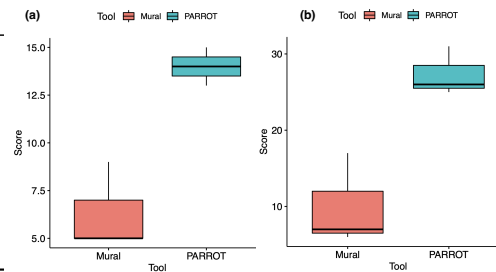 (a)
Tool Mural PARROT
15.0
12.5
10.0
7.5
5.0
Score
Mural PARROT
Tool
(b)
Tool Mural PARROT
30
20
10
Score
Mural PARROT
Tool